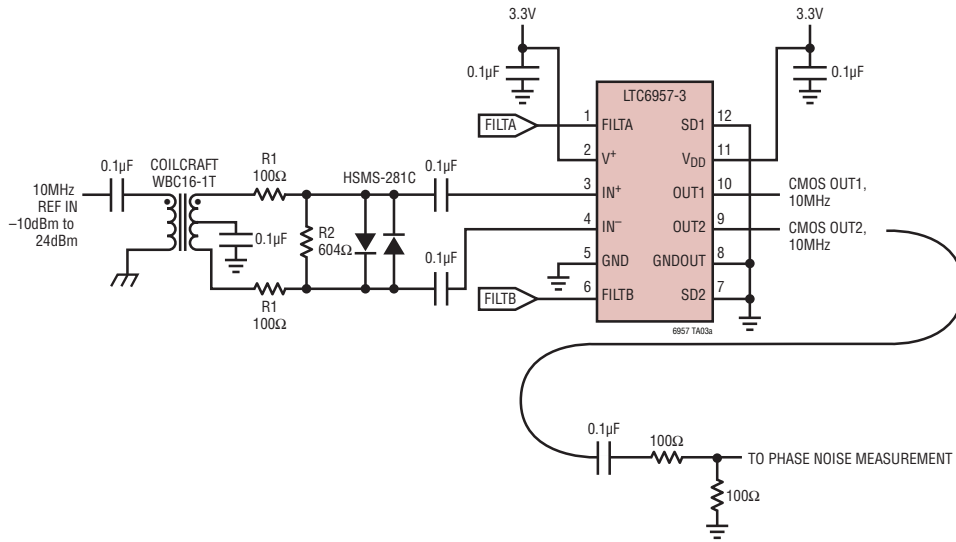 3.3V
3.3V
0.1µF
0.1µF
LTC6957-3
FILTA
1
FILTA
SD1
12
2
V+
VDD
11
0.1µF
COILCRAFT
WBC16-1T
R1
100Ω
HSMS-281C
0.1µF
10MHz
REF IN
–10dBm to
24dBm
3
IN+
OUT1
10
CMOS OUT1,
10MHz
4
IN–
OUT2
9
CMOS OUT2,
10MHz
0.1µF
R2
604Ω
0.1µF
5
GND
GNDOUT
8
R1
100Ω
FILTB
6
FILTB
SD2
7
6957 TA03a
0.1µF
100Ω
TO PHASE NOISE MEASUREMENT
100Ω